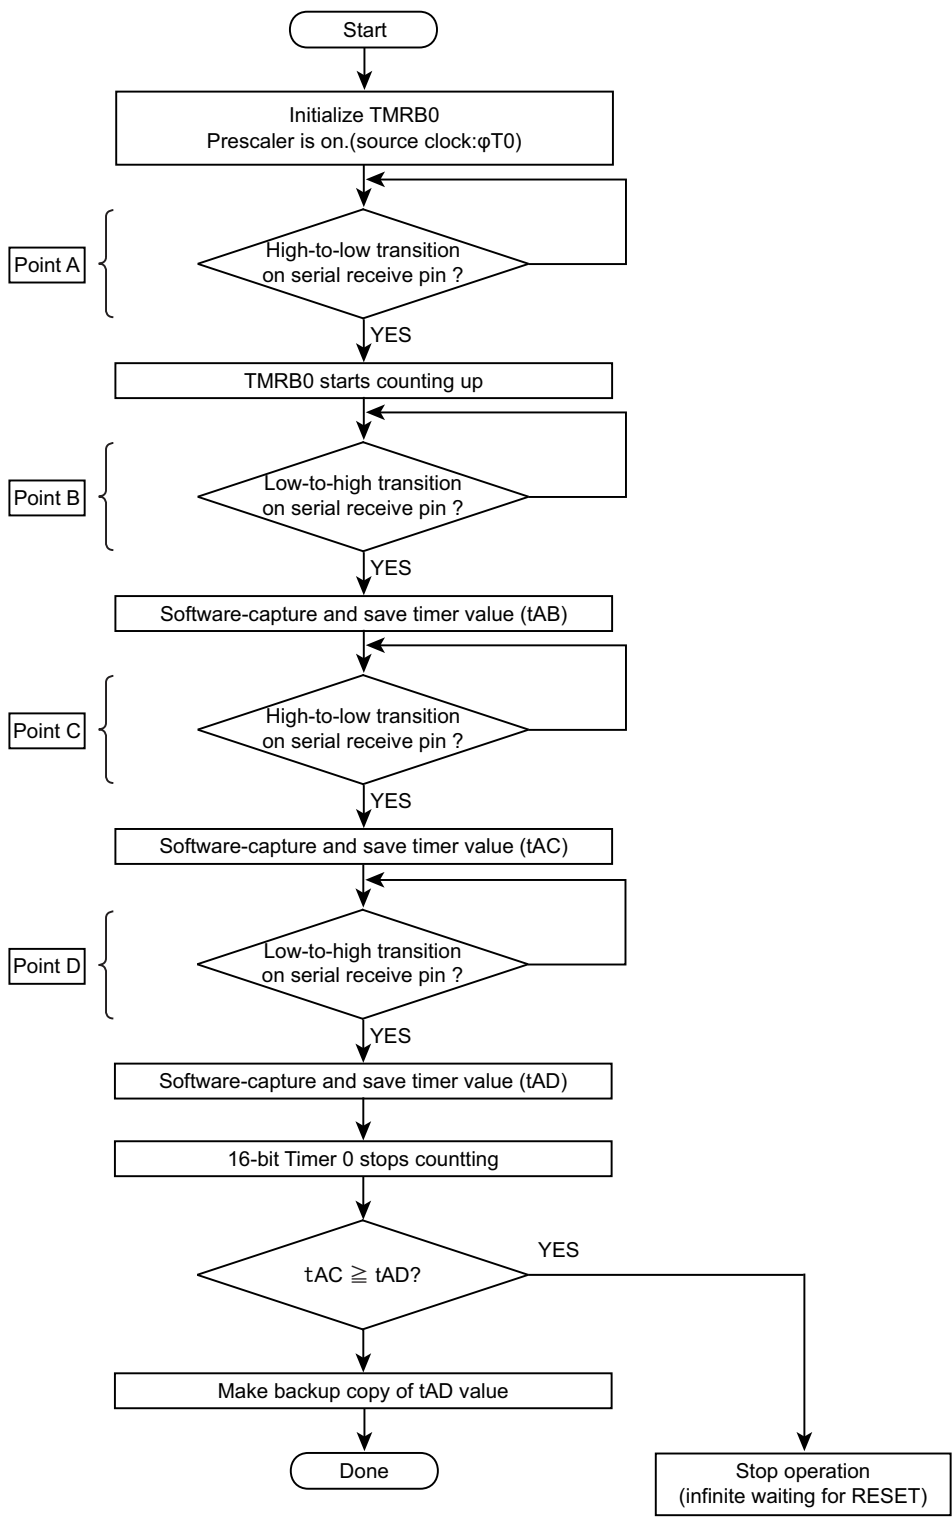 Start
Initialize TMRB0
Prescaler is on.(source clock:φT0)
Point A
High-to-low transition
on serial receive pin ?
YES
TMRB0 starts counting up
Point B
Low-to-high transition
on serial receive pin ?
YES
Software-capture and save timer value (tAB)
Point C
High-to-low transition
on serial receive pin ?
YES
Software-capture and save timer value (tAC)
Point D
Low-to-high transition
on serial receive pin ?
YES
Software-capture and save timer value (tAD)
16-bit Timer 0 stops countting
tAC ≧ tAD?
YES
Make backup copy of tAD value
Done
Stop operation
(infinite waiting for RESET)